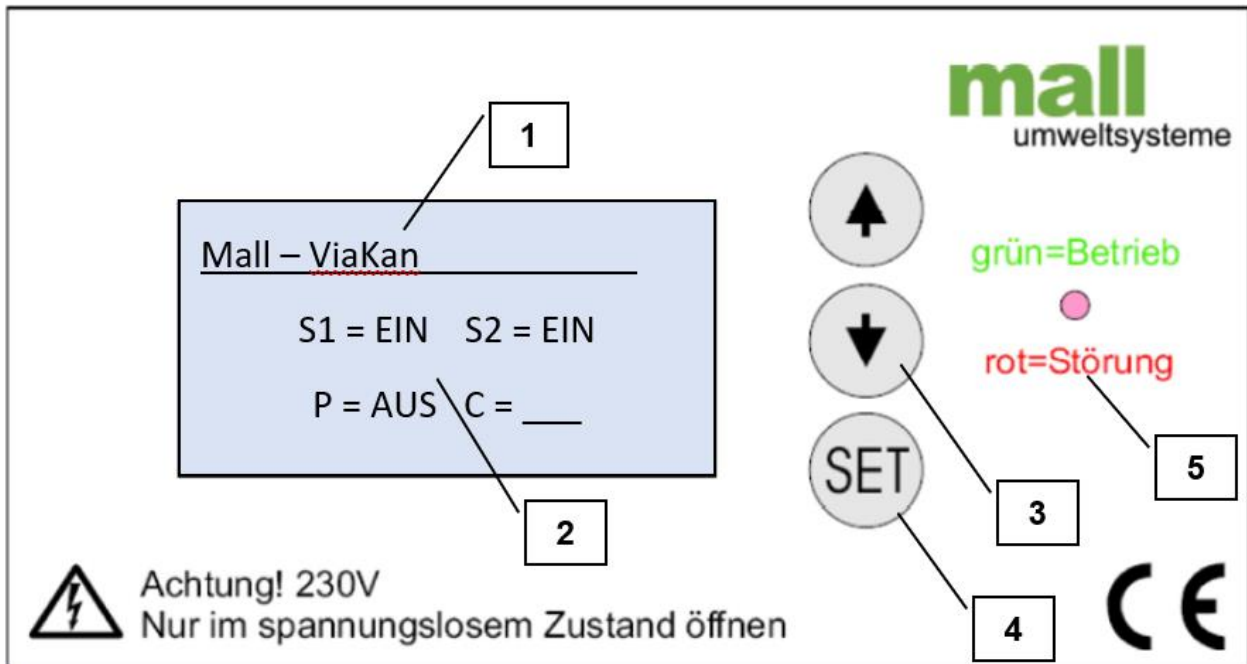 mall
umweltsysteme
1
Mall – ViaKan
S1 = EIN S2 = EIN
P = AUS C = ___
2
SET
3
4
grün=Betrieb
rot=Störung
5
Achtung! 230V
Nur im spannungslosem Zustand öffnen
CE